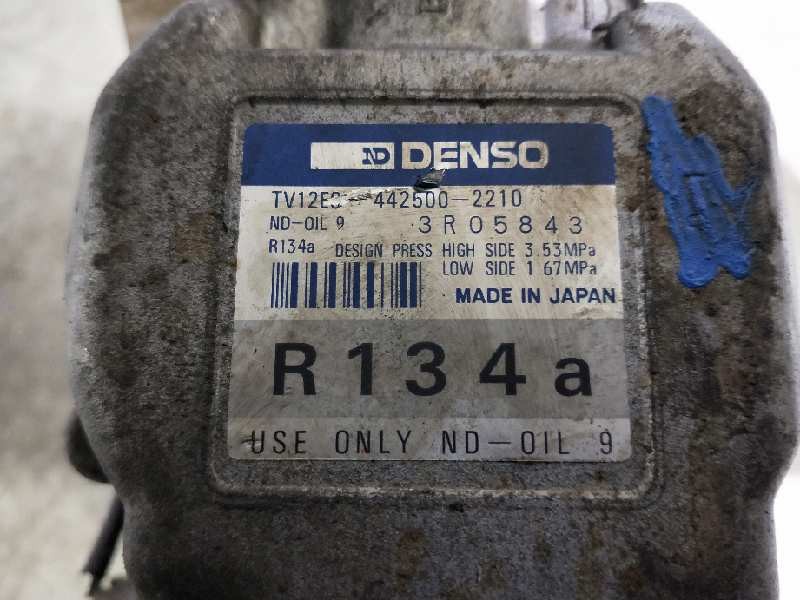 ND DENSO
442500-2210
ND-OIL 9 3R05843
R134a DESIGN PRESS HIGH SIDE 3.53MPa
LOW SIDE 1.67MPa
MADE IN JAPAN
R134a
USE ONLY ND-OIL 9